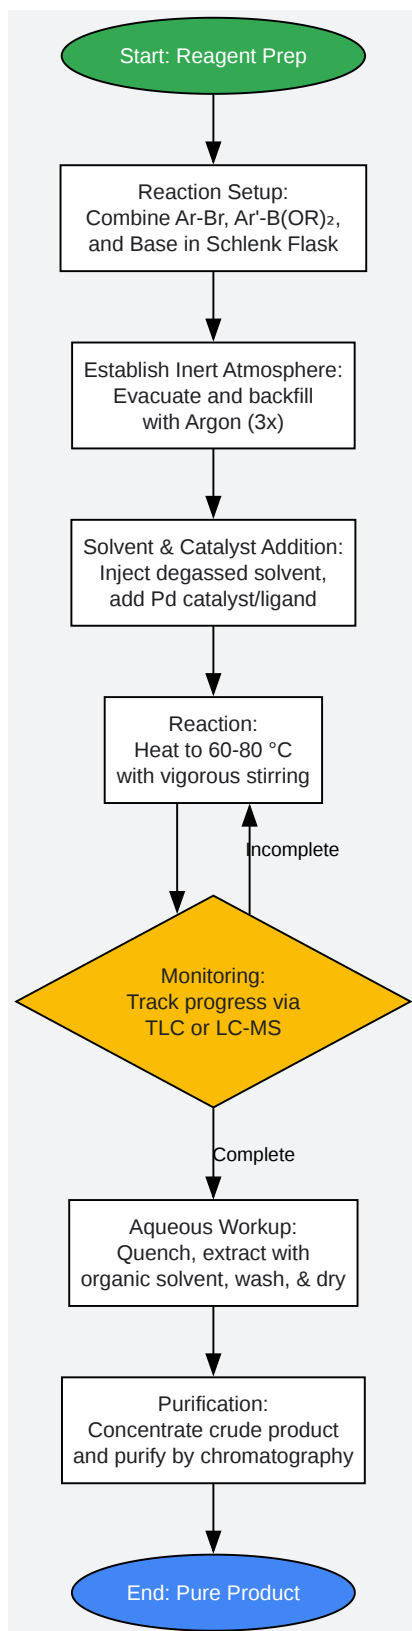 Start: Reagent Prep
Reaction Setup:
Combine Ar-Br, Ar'-B(OR)₂,
and Base in Schlenk Flask
Establish Inert Atmosphere:
Evacuate and backfill
with Argon (3x)
Solvent & Catalyst Addition:
Inject degassed solvent,
add Pd catalyst/ligand
Reaction:
Heat to 60-80 °C
with vigorous stirring
Incomplete
Monitoring:
Track progress via
TLC or LC-MS
Complete
Aqueous Workup:
Quench, extract with
organic solvent, wash, & dry
Purification:
Concentrate crude product
and purify by chromatography
End: Pure Product